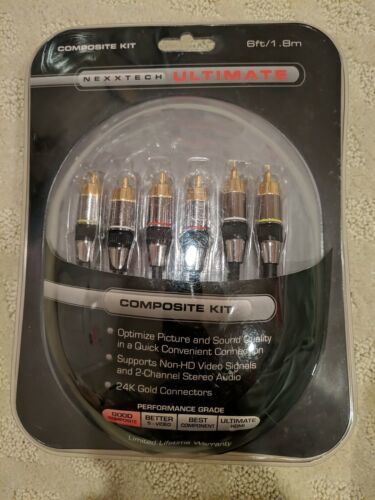 COMPOSITE KIT
6ft/1.8m
NEXXTECH ULTIMATE
COMPOSITE KIT
• Optimize Picture and Sound Quality
in a Quick Convenient Connection
• Supports Non-HD Video Signals
and 2-Channel Stereo Audio
• 24K Gold Connectors
PERFORMANCE GRADE
GOOD BETTER BEST ULTIMATE
COMPOSITE S-VIDEO COMPONENT HDMI
Limited Lifetime Warranty